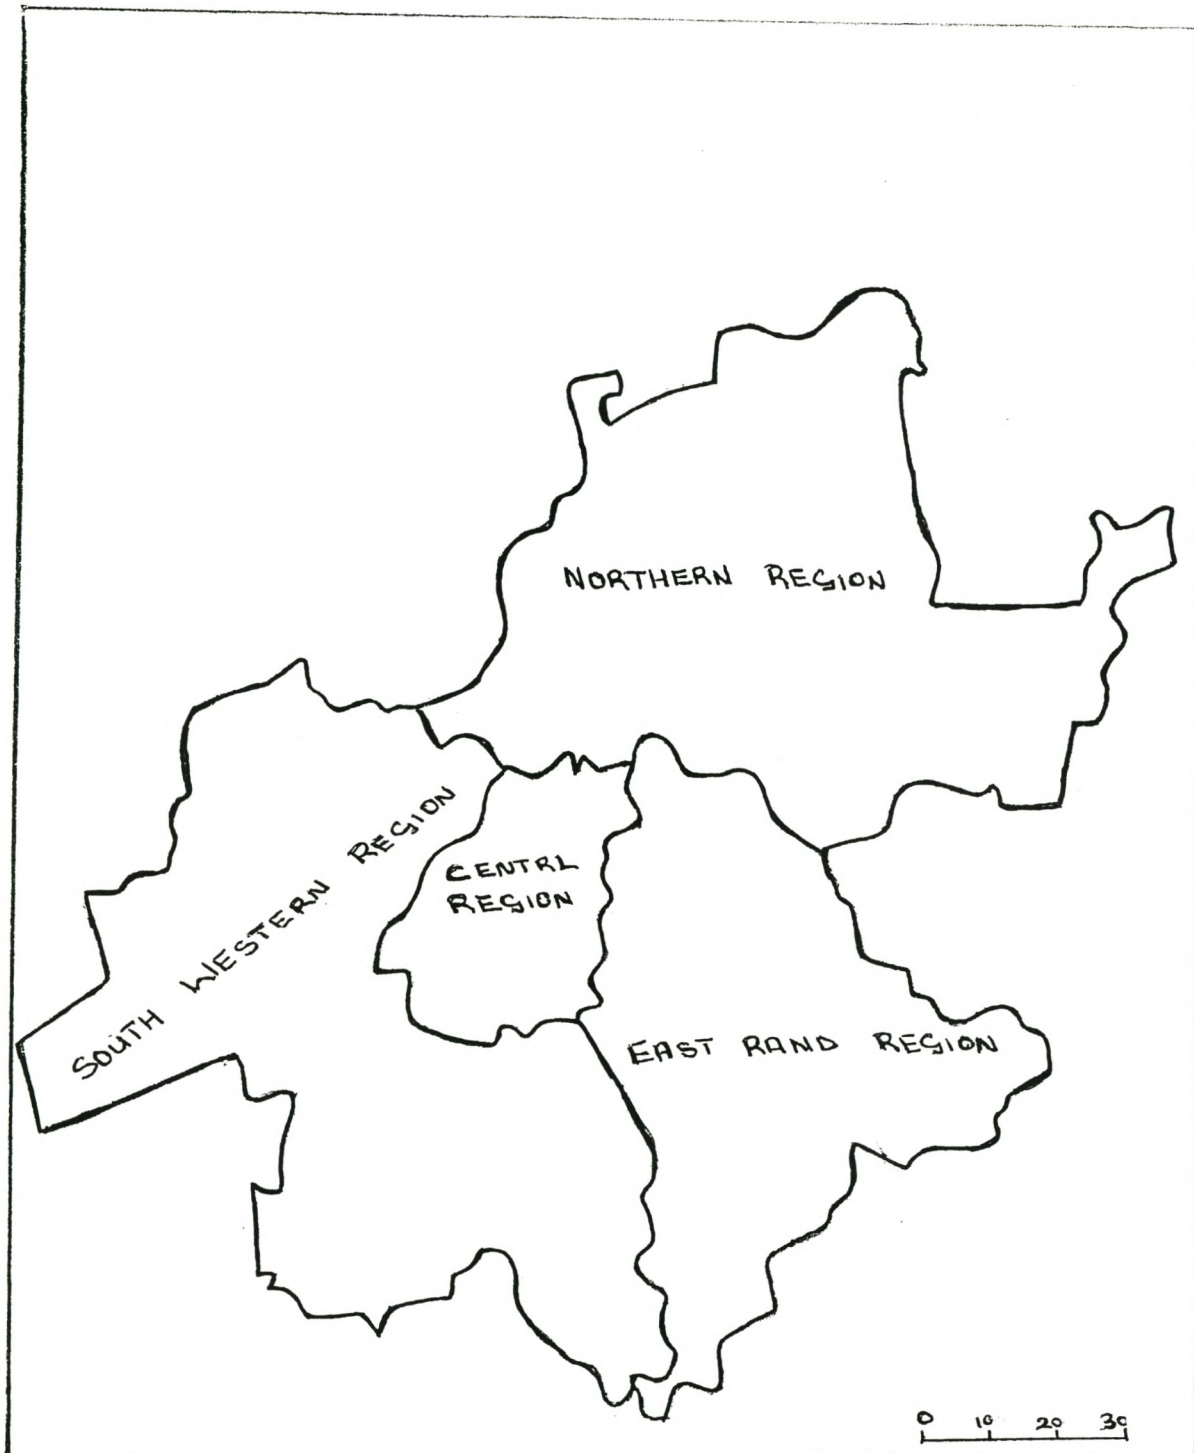 NORTHERN REGION
SOUTH WESTERN REGION
CENTRL
REGION
EAST RAND REGION
0 10 20 30